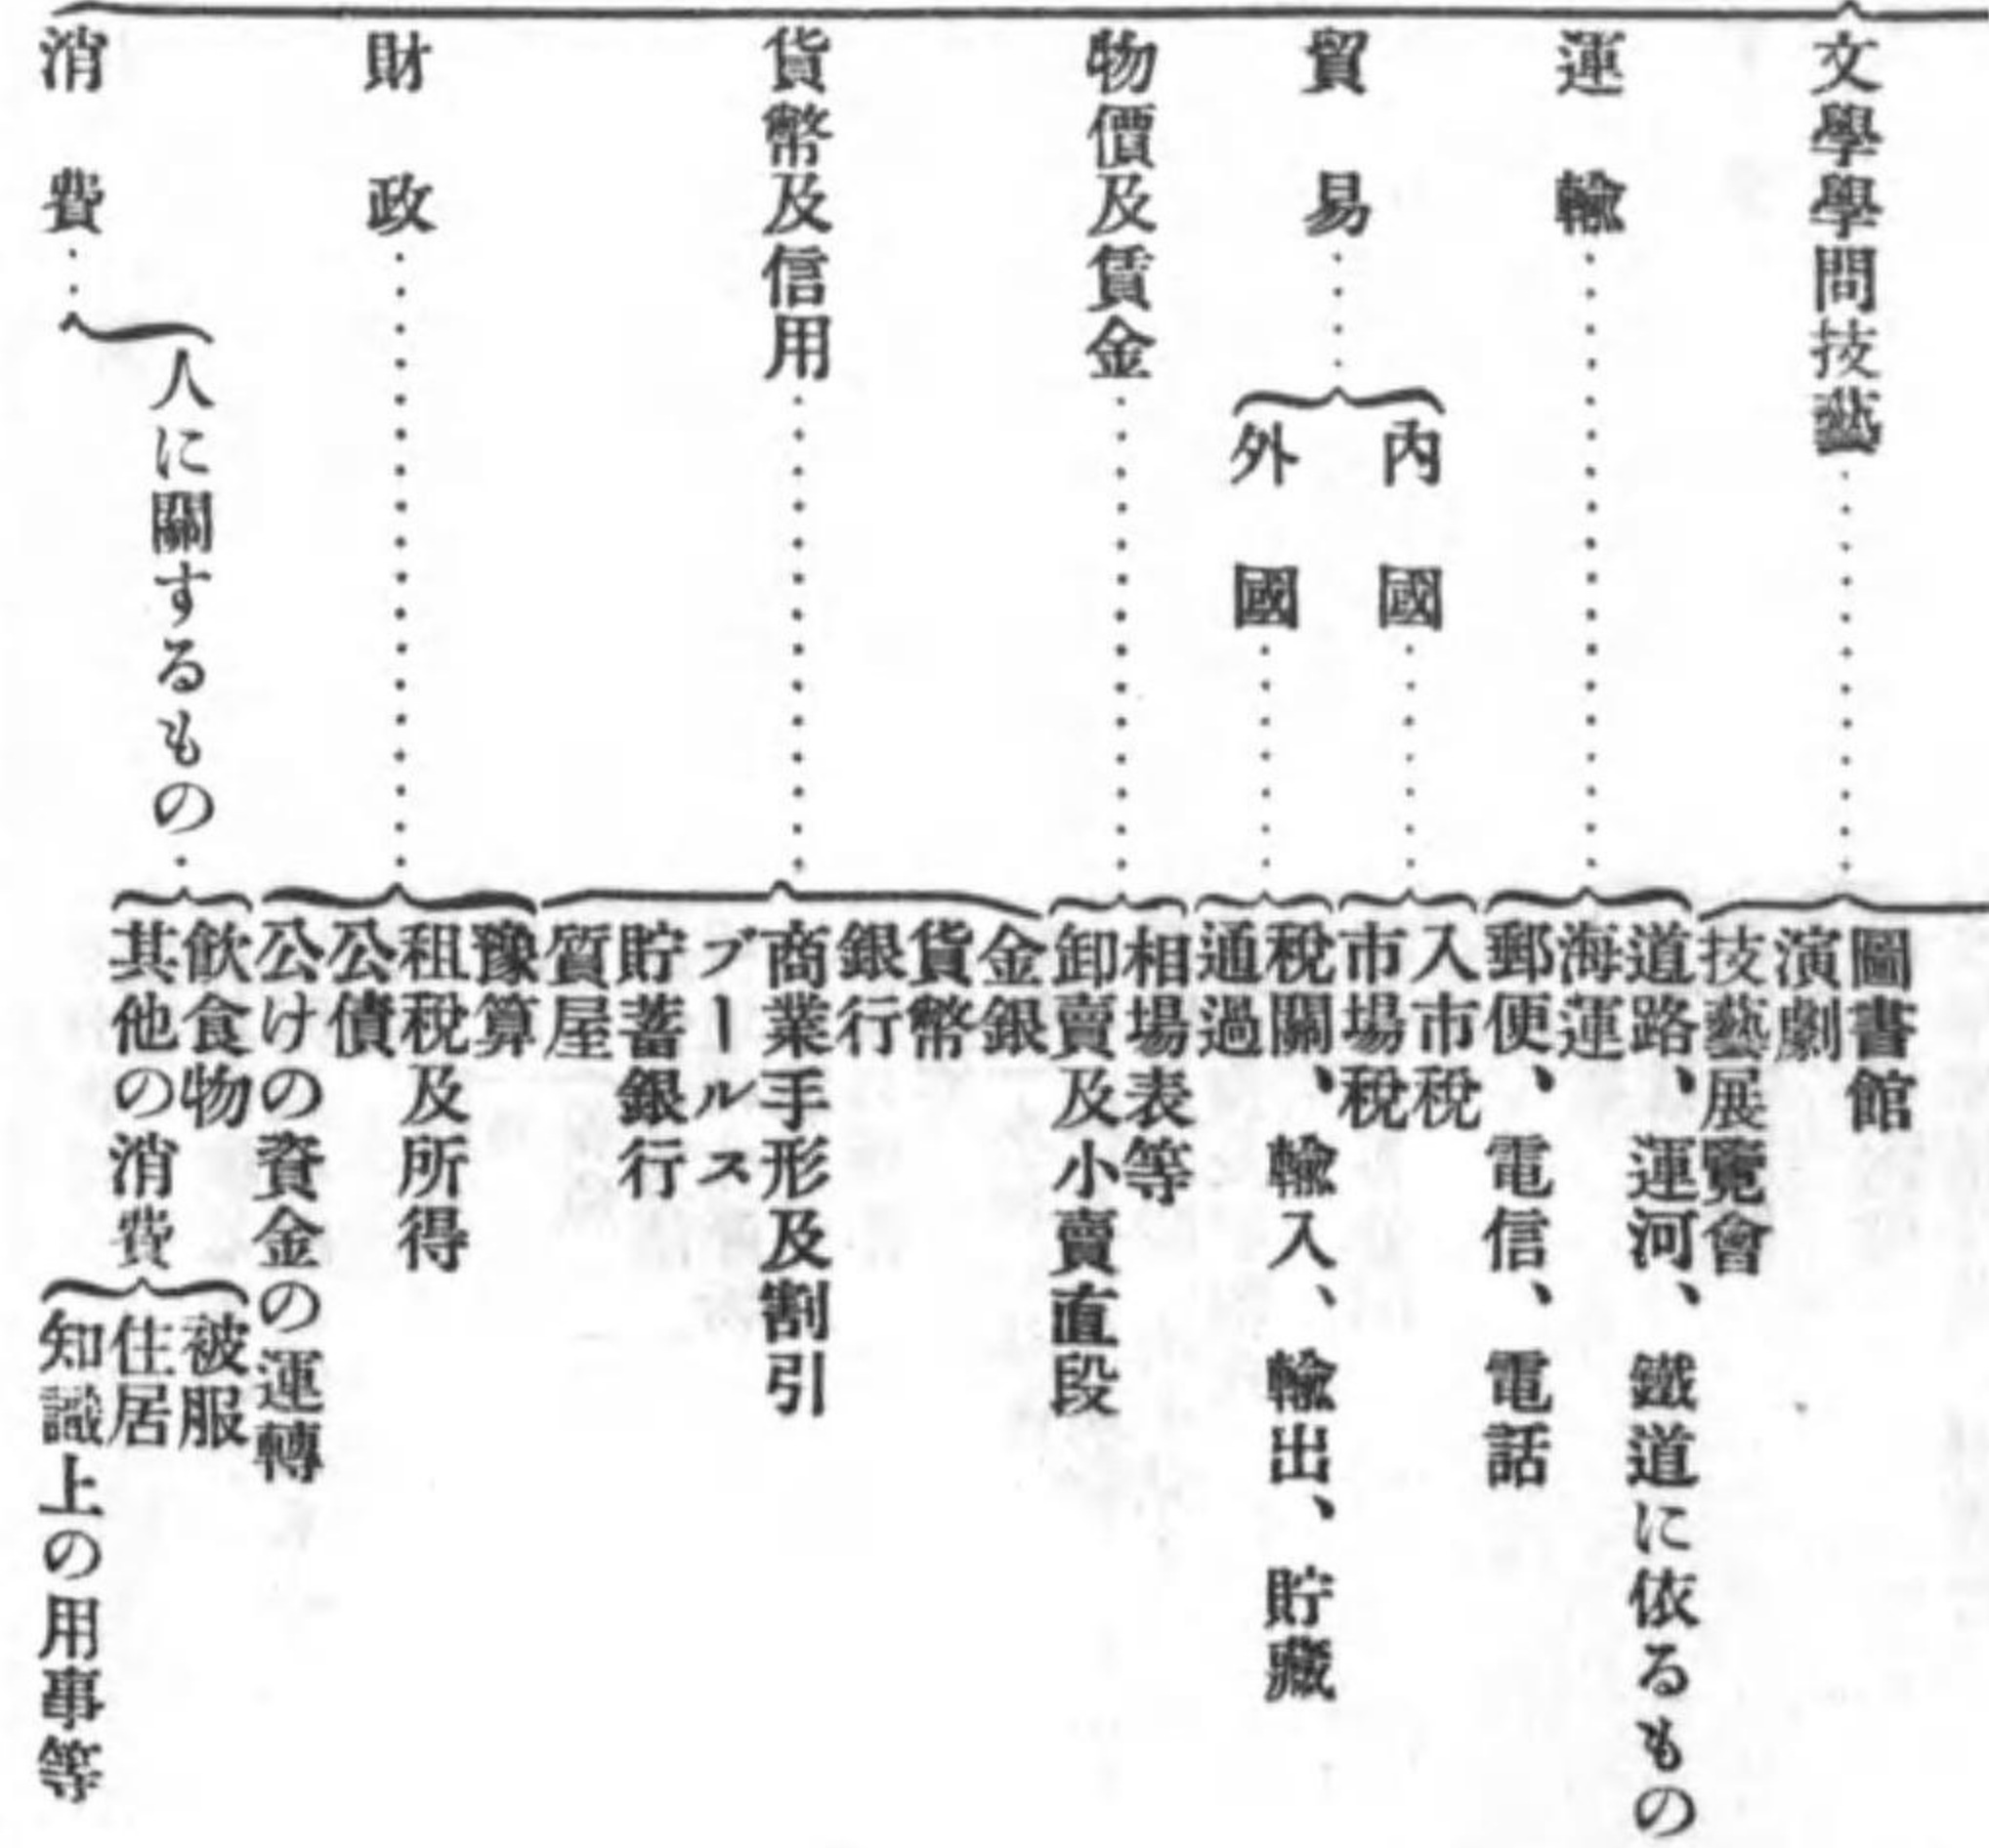 文學學問技藝
圖書館
演劇
技藝展覽會
運輸
道路、運河、鐵道に依るもの
海運
郵便、電信、電話
貿易
內國
入市稅
市場稅
外國
稅關、輸入、輸出、貯藏
通過
物價及賃金
相場表等
卸賣及小賣直段
貨幣及信用
金銀
貨幣
銀行
商業手形及割引
ブールス
貯蓄銀行
質屋
財政
豫算
租稅及所得
公債
公けの資金の運轉
消費
人に關するもの
飮食物
其他の消費
被服
住居
知識上の用事等